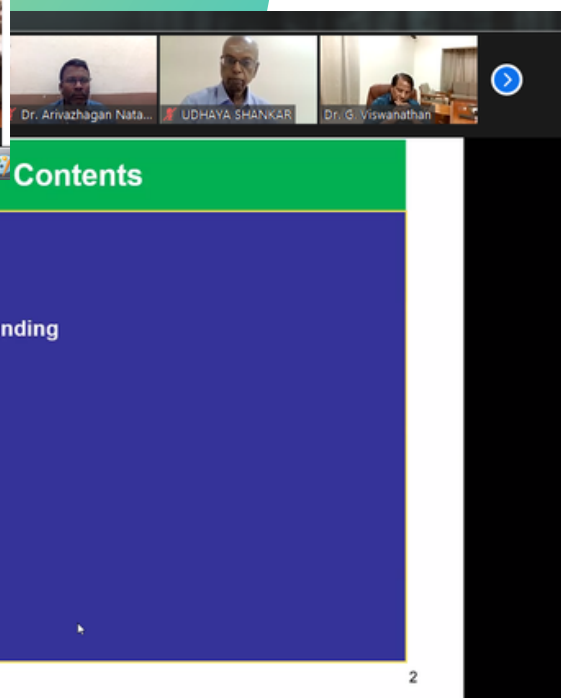 Dr. Arivazhagan Nata...
UDHAYA SHANKAR
Dr. G. Viswanathan
Contents
nding
2